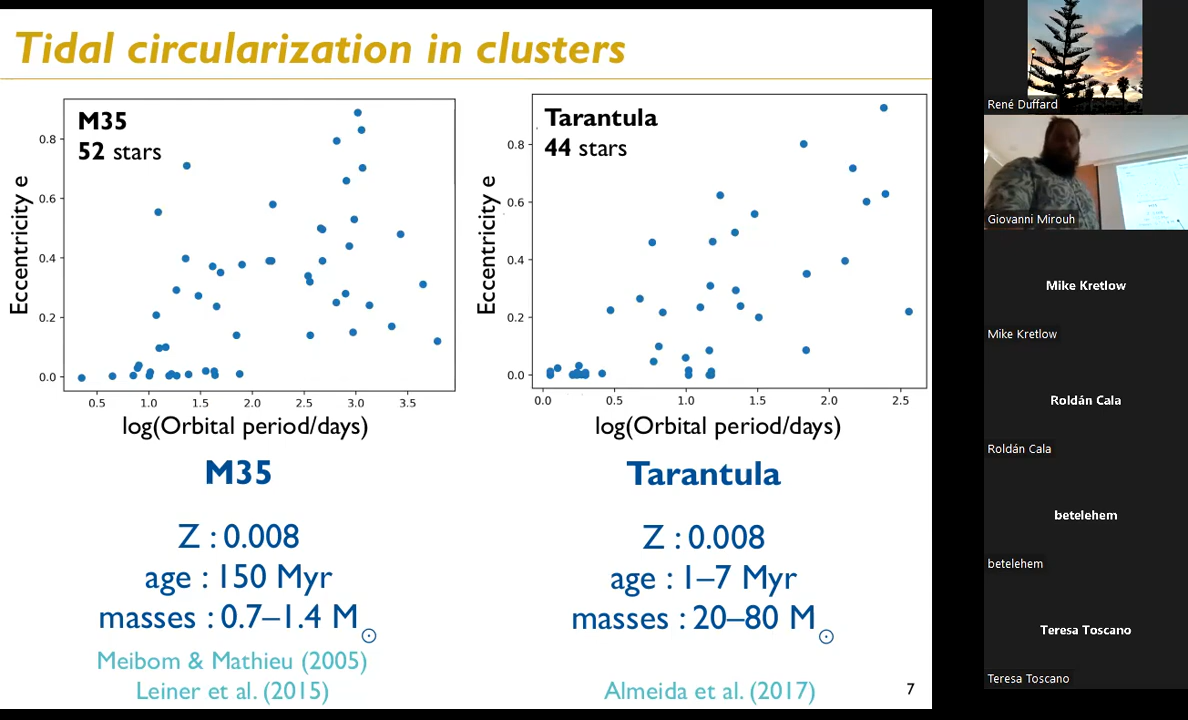 Tidal circularization in clusters
M35
52 stars
Eccentricity e
0.8
0.6
0.4
0.2
0.0
0.5 1.0 1.5 2.0 2.5 3.0 3.5
log(Orbital period/days)
Tarantula
44 stars
Eccentricity e
0.8
0.6
0.4
0.2
0.0
0.0 0.5 1.0 1.5 2.0 2.5
log(Orbital period/days)
M35
Z : 0.008
age : 150 Myr
masses : 0.7–1.4 M☉
Meibom & Mathieu (2005)
Leiner et al. (2015)
Tarantula
Z : 0.008
age : 1–7 Myr
masses : 20–80 M☉
Almeida et al. (2017)
7
René Duffard
Giovanni Mirouh
Mike Kretlow
Mike Kretlow
Roldán Cala
Roldán Cala
betelehem
betelehem
Teresa Toscano
Teresa Toscano